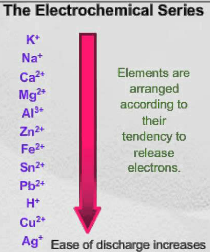 The Electrochemical Series
K⁺
Na⁺
Ca²⁺
Mg²⁺
Al³⁺
Zn²⁺
Fe²⁺
Sn²⁺
Pb²⁺
H⁺
Cu²⁺
Ag⁺
Elements are
arranged
according to
their
tendency to
release
electrons.
Ease of discharge increases